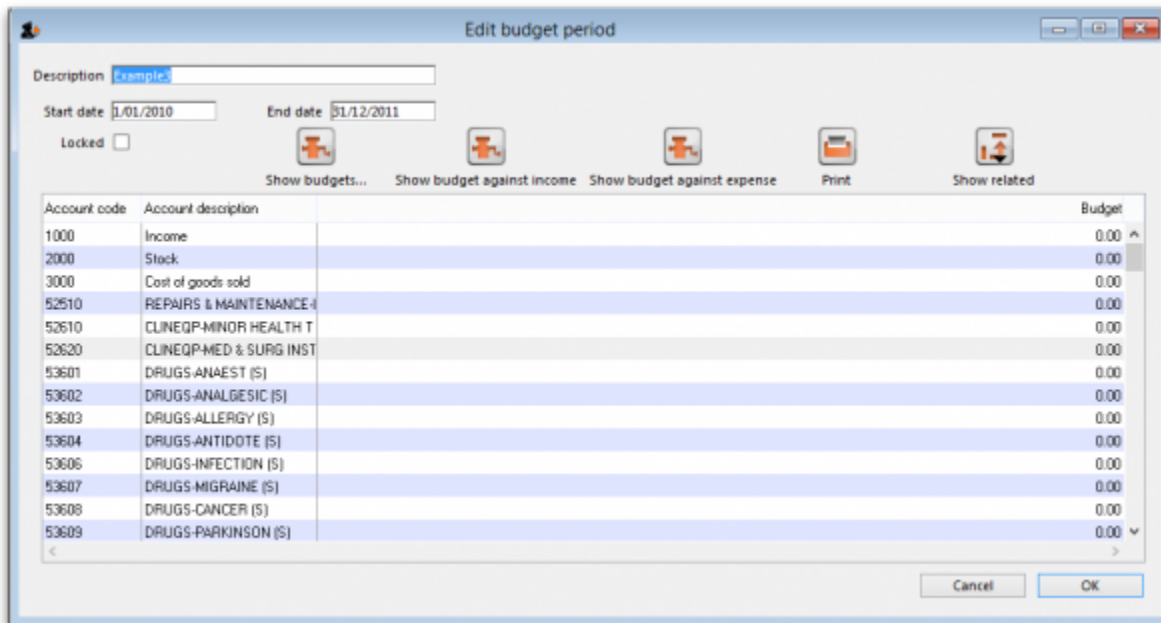 Edit budget period
Description Example3
Start date 1/01/2010 End date 31/12/2011
Locked
Show budgets... Show budget against income Show budget against expense Print Show related
Account code Account description Budget
1000 Income 0.00
2000 Stock 0.00
3000 Cost of goods sold 0.00
52510 REPAIRS & MAINTENANCE-I 0.00
52610 CLINEQP-MINOR HEALTH T 0.00
52620 CLINEQP-MED & SURG INST 0.00
53601 DRUGS-ANAEST (S) 0.00
53602 DRUGS-ANALGESIC (S) 0.00
53603 DRUGS-ALLERGY (S) 0.00
53604 DRUGS-ANTIDOTE (S) 0.00
53606 DRUGS-INFECTION (S) 0.00
53607 DRUGS-MIGRAINE (S) 0.00
53608 DRUGS-CANCER (S) 0.00
53609 DRUGS-PARKINSON (S) 0.00
Cancel OK